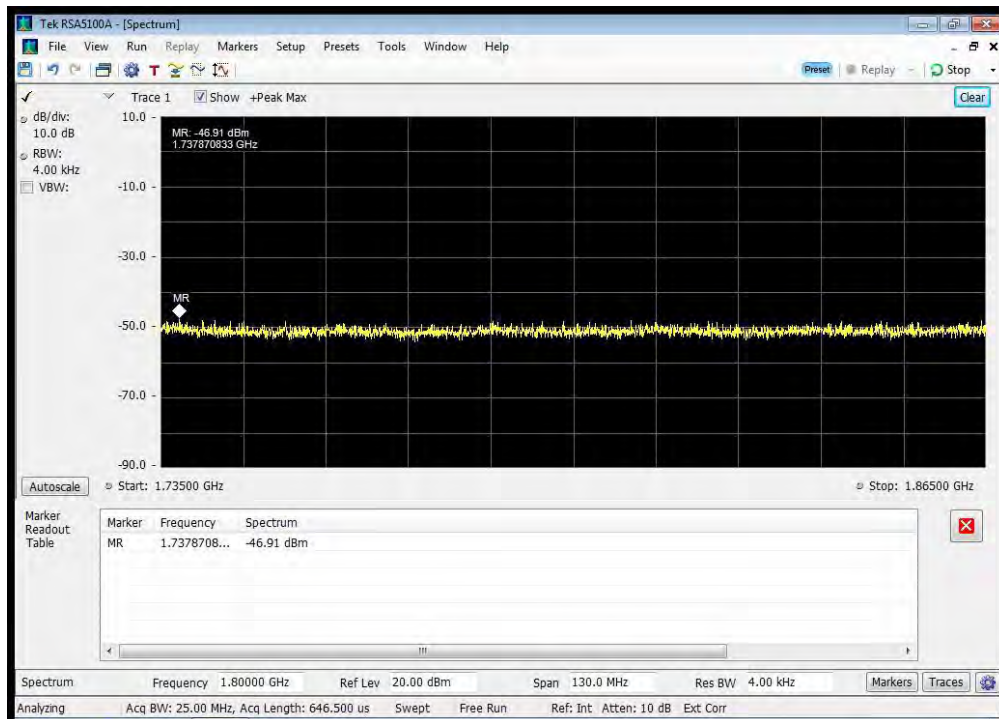 Tek RSA5100A - [Spectrum]
File View Run Replay Markers Setup Presets Tools Window Help
Preset Replay Stop
Trace 1 Show +Peak Max Clear
dB/div:
10.0 dB
RBW:
4.00 kHz
VBW:
10.0
-10.0
-30.0
-50.0
-70.0
-90.0
MR: -46.91 dBm
1.737870833 GHz
MR
Autoscale Start: 1.73500 GHz Stop: 1.86500 GHz
Marker
Readout
Table
Marker Frequency Spectrum
MR 1.7378708... -46.91 dBm
Spectrum Frequency 1.80000 GHz Ref Lev 20.00 dBm Span 130.0 MHz Res BW 4.00 kHz Markers Traces
Analyzing Acq BW: 25.00 MHz, Acq Length: 646.500 us Swept Free Run Ref: Int Atten: 10 dB Ext Corr